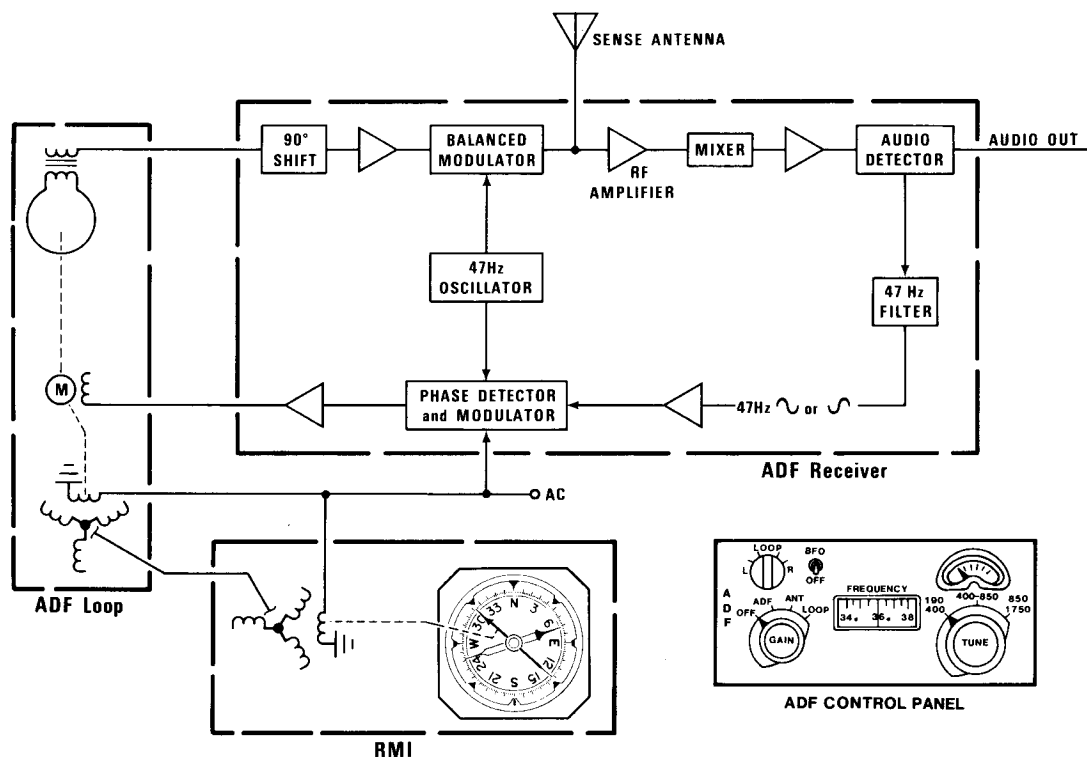 SENSE ANTENNA
90°
SHIFT
BALANCED
MODULATOR
RF
AMPLIFIER
MIXER
AUDIO
DETECTOR
AUDIO OUT
47Hz
OSCILLATOR
47 Hz
FILTER
M
PHASE DETECTOR
and MODULATOR
47Hz or
ADF Receiver
AC
ADF Loop
N
3
6
E
12
15
S
21
24
W
30
33
RMI
LOOP
L
R
BFO
OFF
ADF
OFF
ADF
ANT
LOOP
GAIN
FREQUENCY
34. 36. 38
190
400
400-850
850
1750
TUNE
ADF CONTROL PANEL